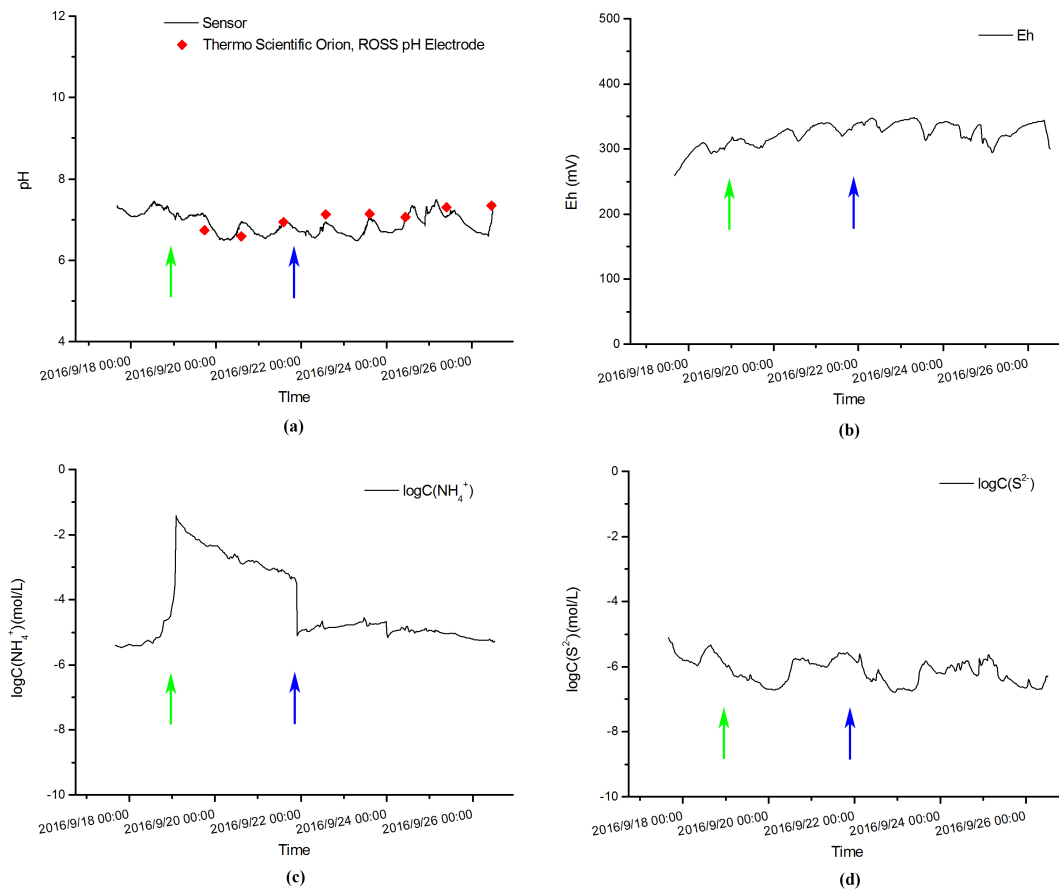 12
10
8
6
4
pH
Sensor
Thermo Scientific Orion, ROSS pH Electrode
2016/9/18 00:00
2016/9/20 00:00
2016/9/22 00:00
2016/9/24 00:00
2016/9/26 00:00
TIme
(a)
500
400
300
200
100
0
Eh (mV)
Eh
2016/9/18 00:00
2016/9/20 00:00
2016/9/22 00:00
2016/9/24 00:00
2016/9/26 00:00
Time
(b)
0
-2
-4
-6
-8
-10
logC(NH₄⁺)(mol/L)
logC(NH₄⁺)
2016/9/18 00:00
2016/9/20 00:00
2016/9/22 00:00
2016/9/24 00:00
2016/9/26 00:00
Time
(c)
0
-2
-4
-6
-8
-10
logC(S²⁻)(mol/L)
logC(S²⁻)
2016/9/18 00:00
2016/9/20 00:00
2016/9/22 00:00
2016/9/24 00:00
2016/9/26 00:00
Time
(d)